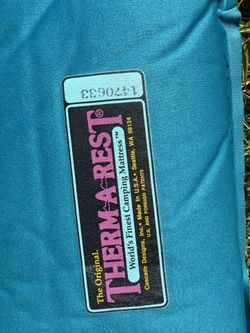 1470633
The Original.
THERM-A-REST®
World's Finest Camping Mattress™
Cascade Designs, Inc. • Made in U.S.A. • Seattle, WA 98134
U.S. AND FOREIGN PATENTS